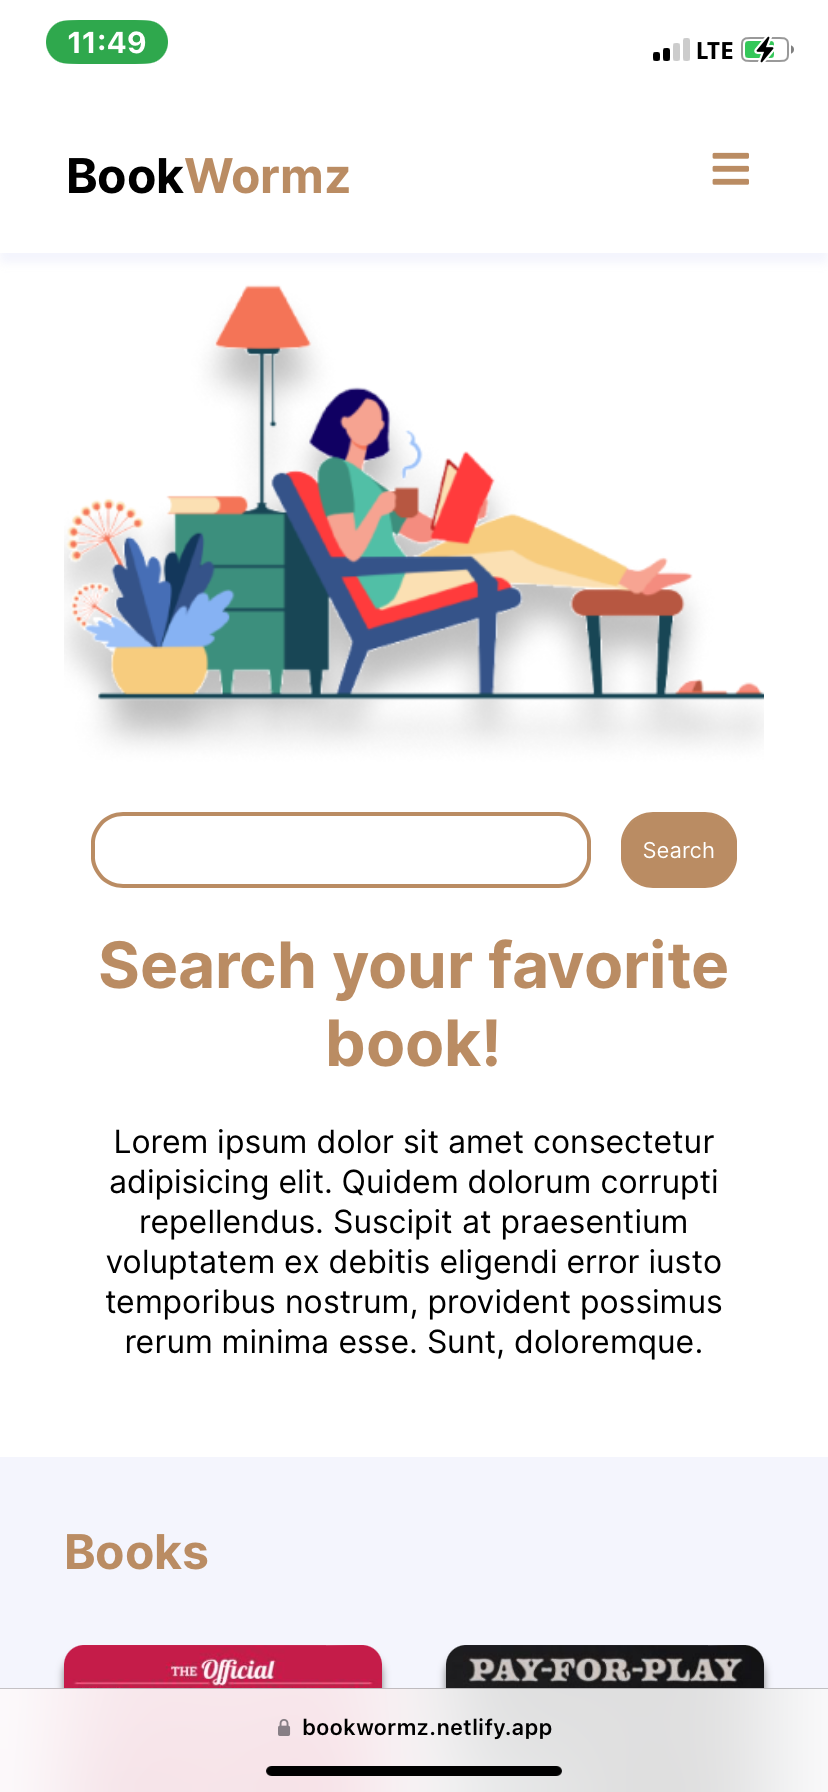 11:49 LTE
BookWormz
Search
Search your favorite
book!
Lorem ipsum dolor sit amet consectetur
adipisicing elit. Quidem dolorum corrupti
repellendus. Suscipit at praesentium
voluptatem ex debitis eligendi error iusto
temporibus nostrum, provident possimus
rerum minima esse. Sunt, doloremque.
Books
THE Official
PAY-FOR-PLAY
bookwormz.netlify.app